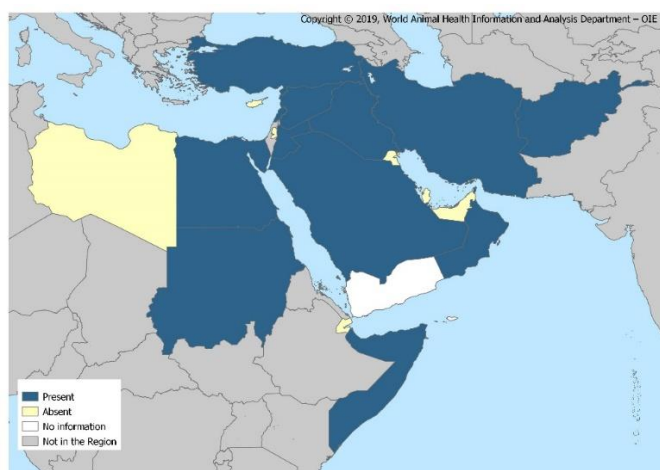 Copyright © 2019, World Animal Health Information and Analysis Department – OIE
Present
Absent
No information
Not in the Region